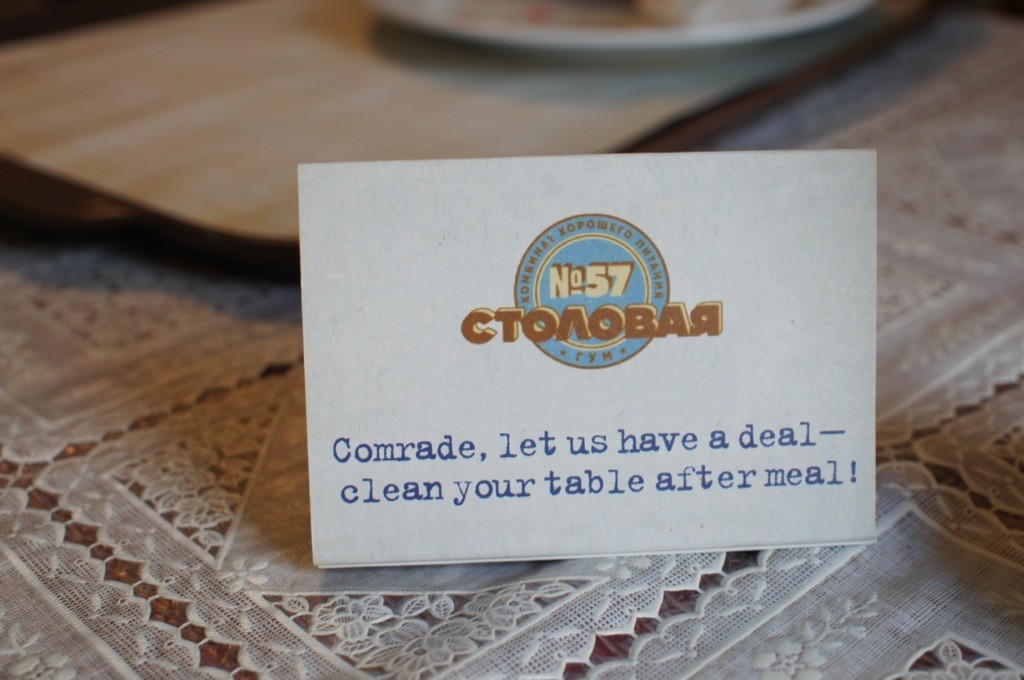 КОМБИНАТ ХОРОШЕГО ПИТАНИЯ
№57
СТОЛОВАЯ
ГУМ
Comrade, let us have a deal—
clean your table after meal!